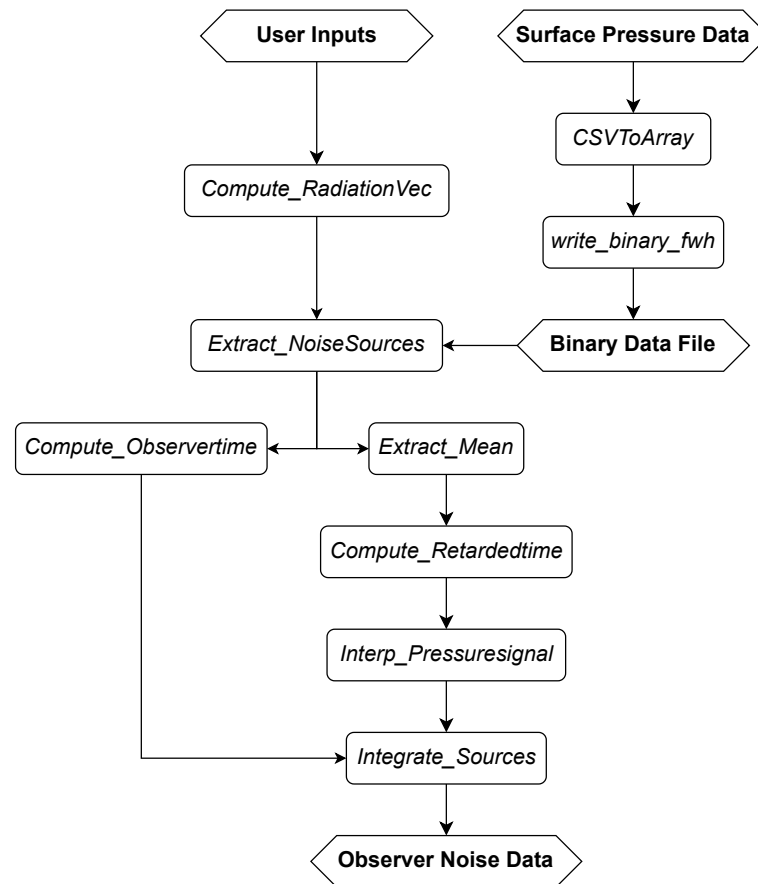 User Inputs
Surface Pressure Data
CSVToArray
Compute_RadiationVec
write_binary_fwh
Extract_NoiseSources
Binary Data File
Compute_Observertime
Extract_Mean
Compute_Retardedtime
Interp_Pressuresignal
Integrate_Sources
Observer Noise Data